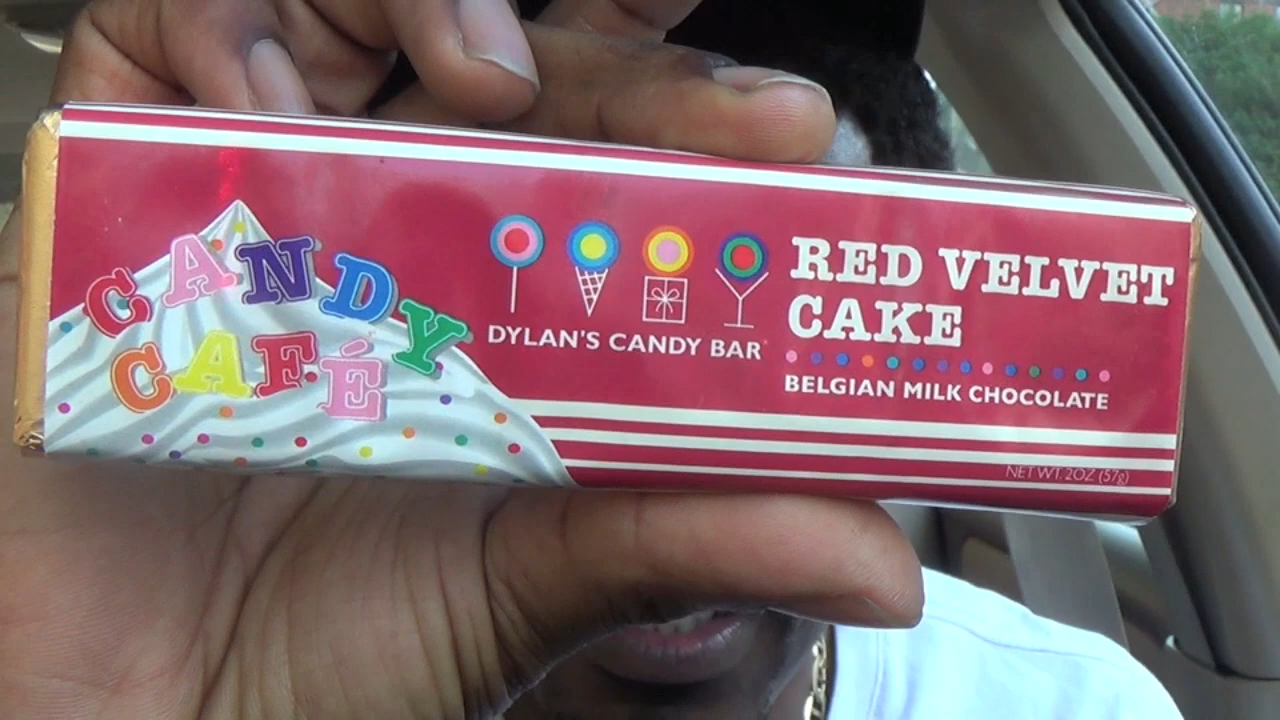 CANDY
CAFÉ
DYLAN'S CANDY BAR
RED VELVET
CAKE
BELGIAN MILK CHOCOLATE
NET WT. 2OZ (57g)